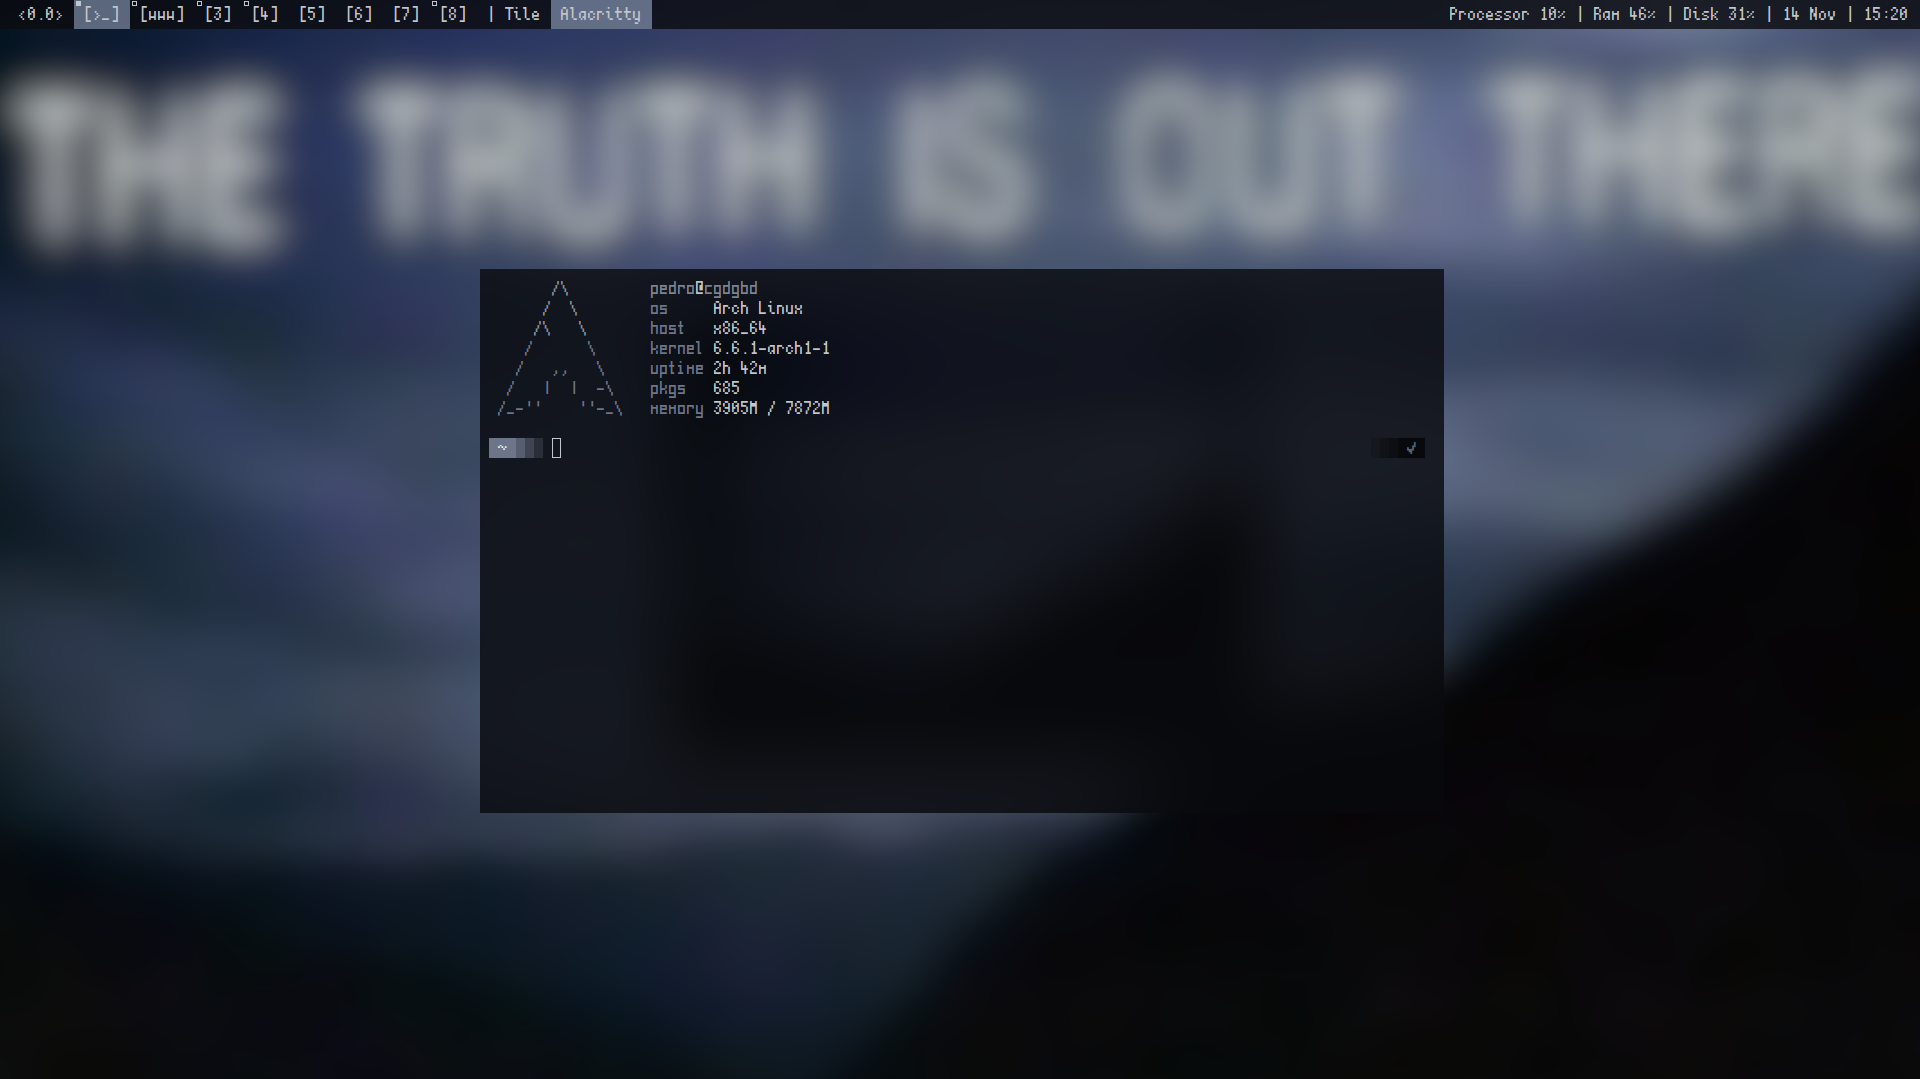 <0.0> [>_] [www] [3] [4] [5] [6] [7] [8] | Tile Alacritty Processor 10% | Ram 46% | Disk 31% | 14 Nov | 15:20
THE TRUTH IS OUT THERE
pedro@cgdgbd
os Arch Linux
host x86_64
kernel 6.6.1-arch1-1
uptime 2h 42m
pkgs 685
memory 3905M / 7872M
~